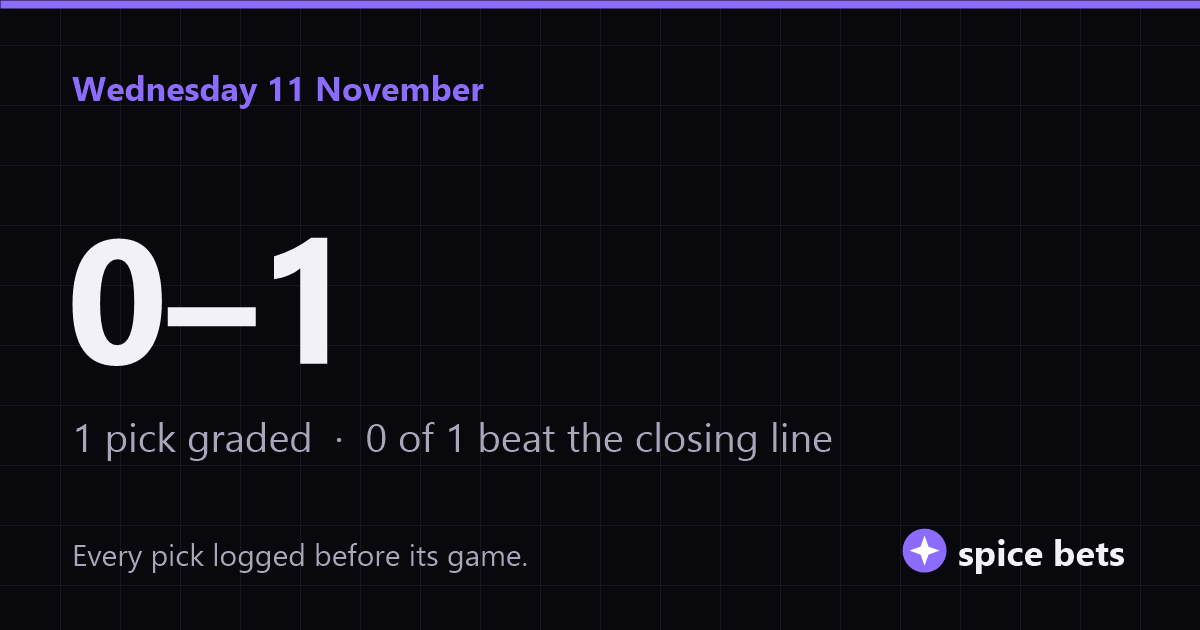 Wednesday 11 November
0–1
1 pick graded · 0 of 1 beat the closing line
Every pick logged before its game.
spice bets